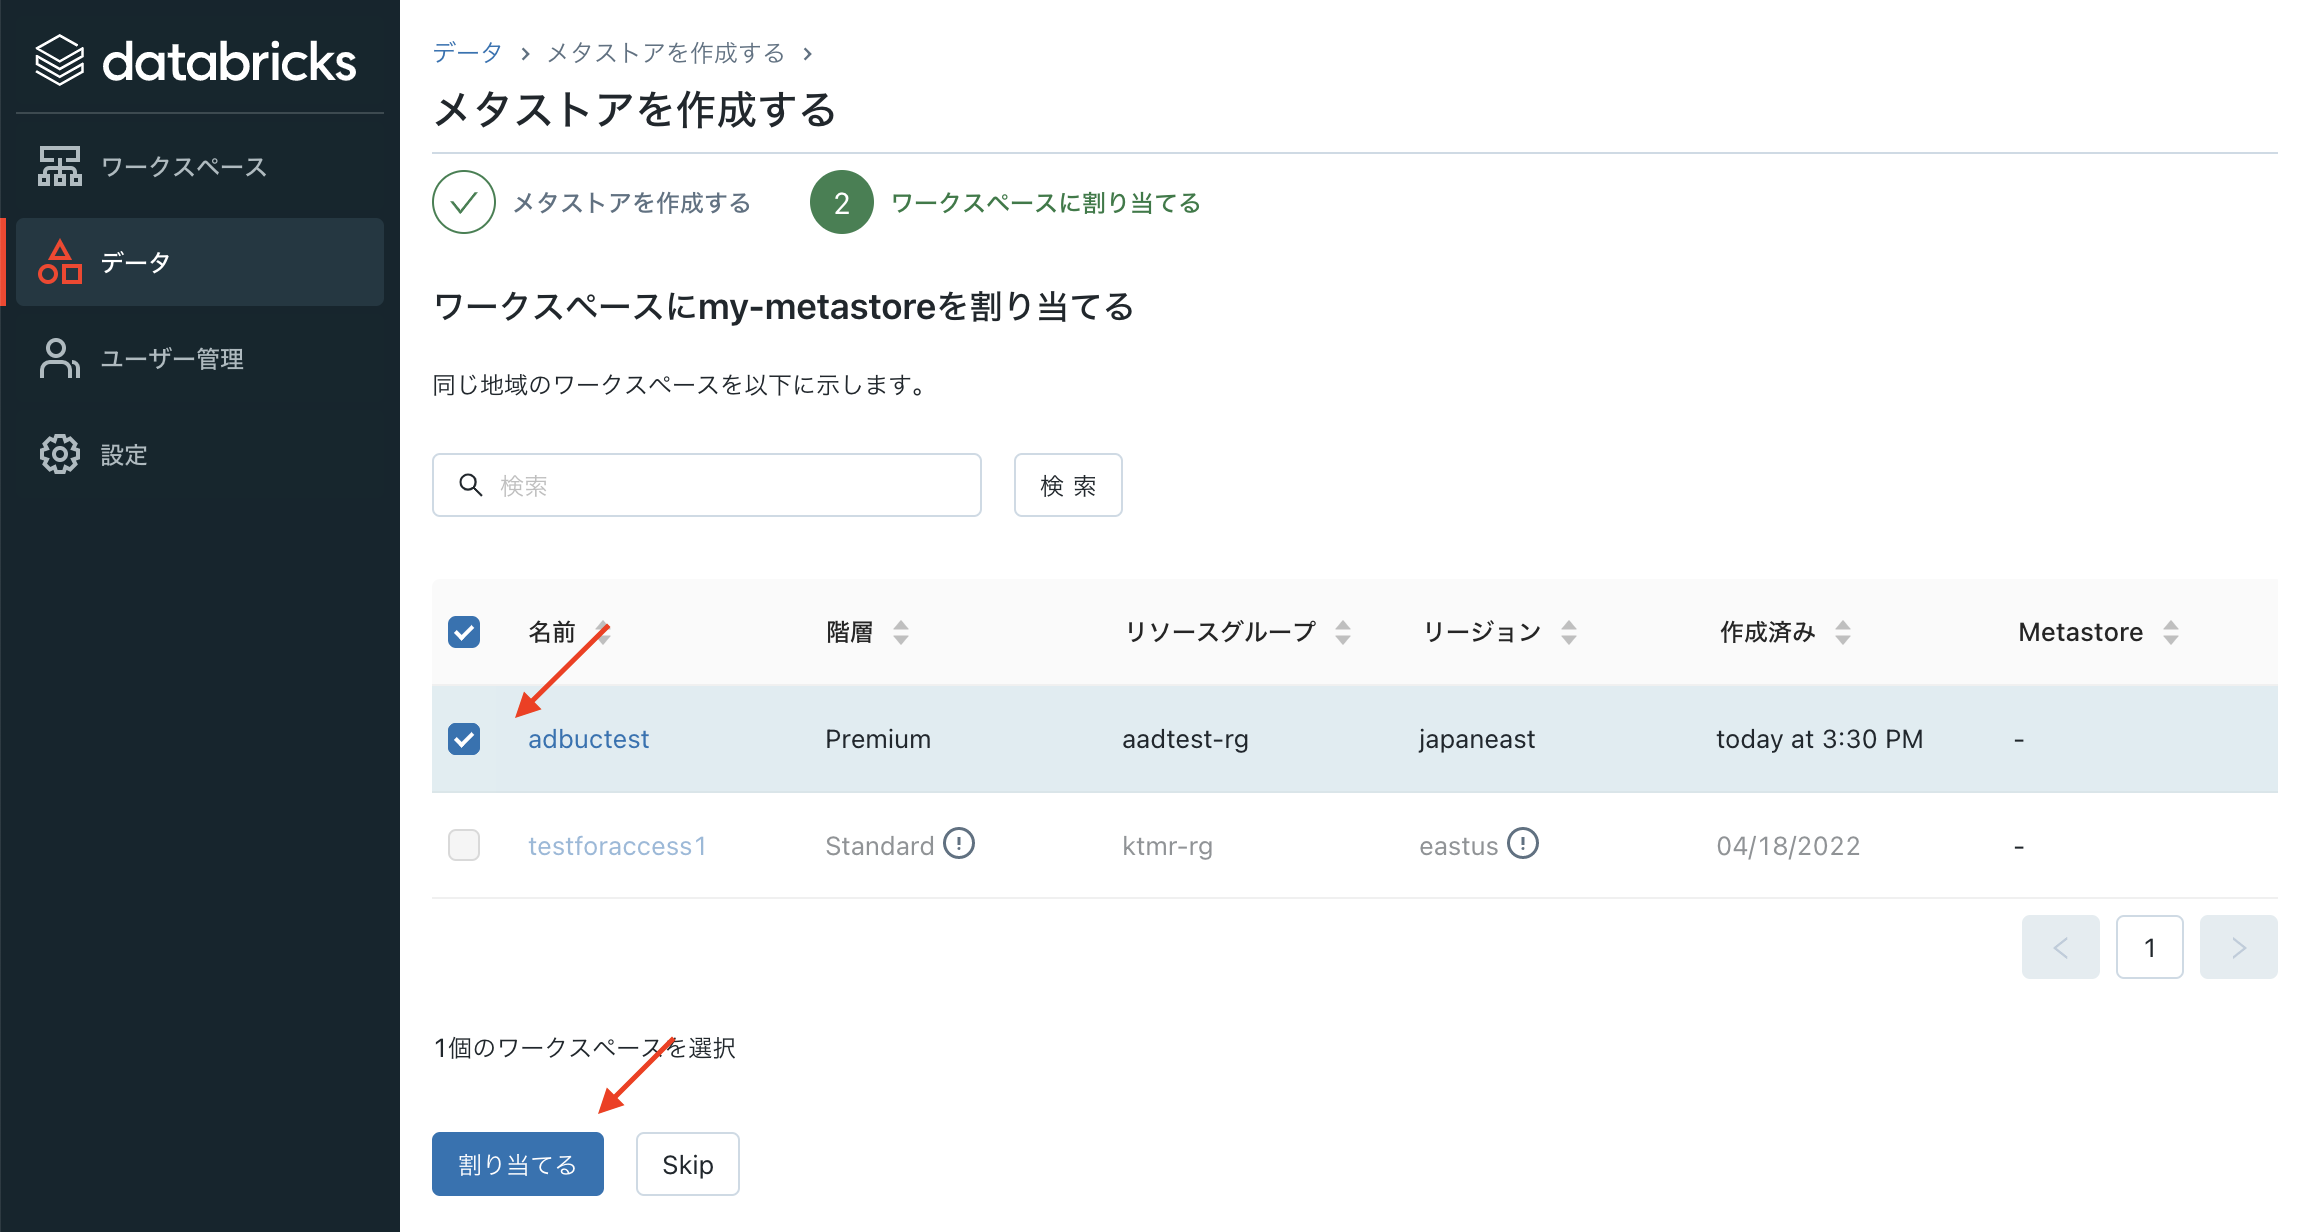 databricks
ワークスペース
データ
ユーザー管理
設定
データ > メタストアを作成する >
メタストアを作成する
メタストアを作成する 2 ワークスペースに割り当てる
ワークスペースにmy-metastoreを割り当てる
同じ地域のワークスペースを以下に示します。
検索 検 索
名前 階層 リソースグループ リージョン 作成済み Metastore
adbuctest Premium aadtest-rg japaneast today at 3:30 PM -
testforaccess1 Standard ktmr-rg eastus 04/18/2022 -
< 1 >
1個のワークスペースを選択
割り当てる Skip